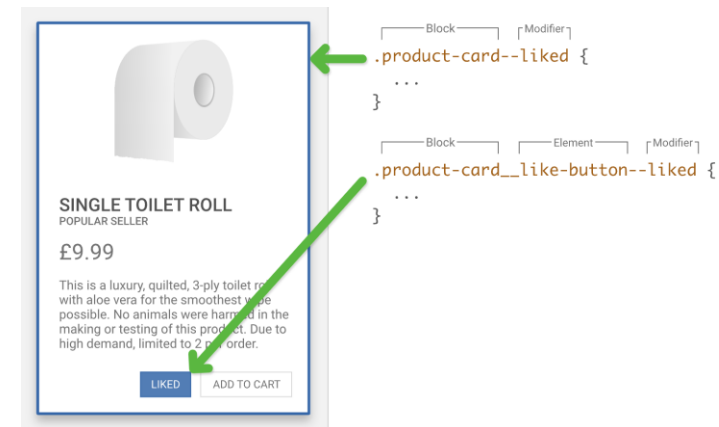 Block Modifier
.product-card--liked {
...
}
Block Element Modifier
.product-card__like-button--liked {
...
}
SINGLE TOILET ROLL
POPULAR SELLER
£9.99
This is a luxury, quilted, 3-ply toilet roll
with aloe vera for the smoothest wipe
possible. No animals were harmed in the
making or testing of this product. Due to
high demand, limited to 2 per order.
LIKED ADD TO CART